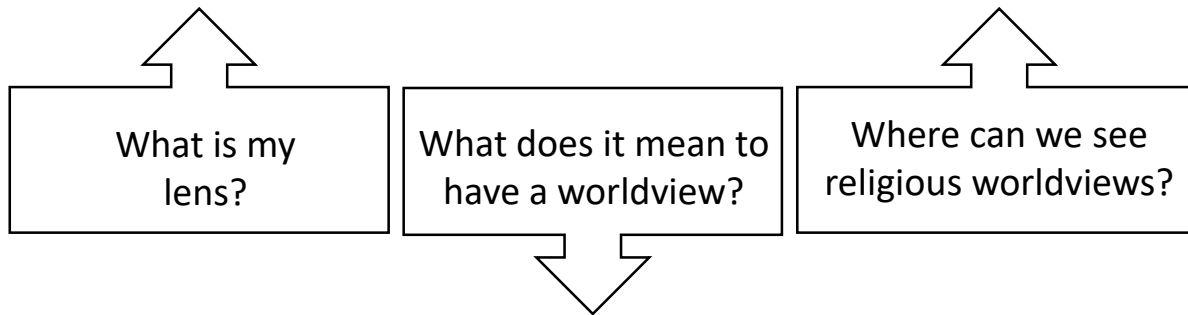 What is my
lens?
What does it mean to
have a worldview?
Where can we see
religious worldviews?